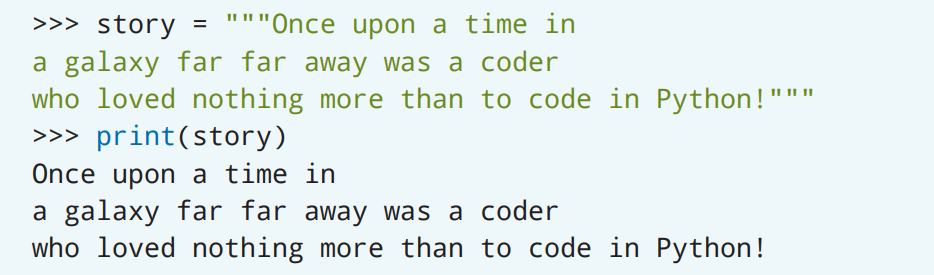 >>> story = """Once upon a time in
a galaxy far far away was a coder
who loved nothing more than to code in Python!"""
>>> print(story)
Once upon a time in
a galaxy far far away was a coder
who loved nothing more than to code in Python!